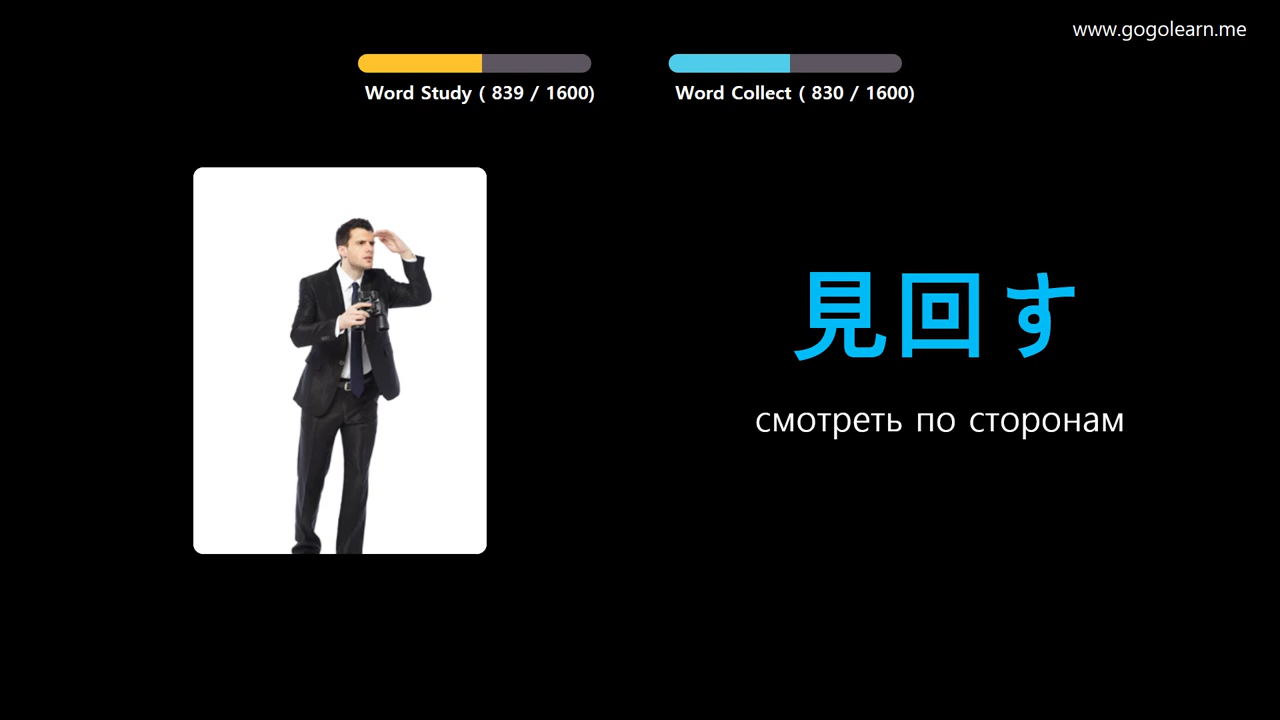 www.gogolearn.me
Word Study ( 839 / 1600)
Word Collect ( 830 / 1600)
見回す
смотреть по сторонам